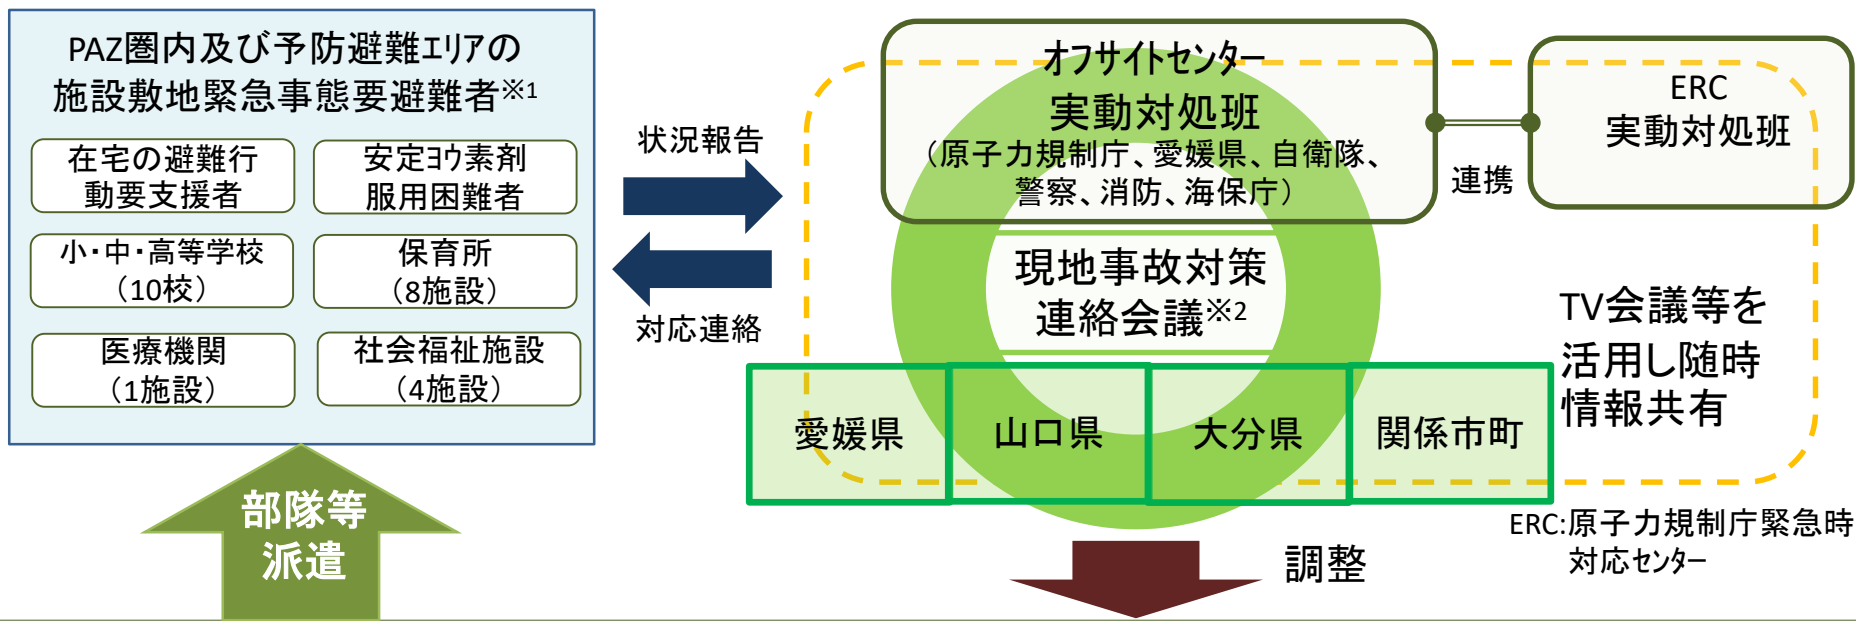 PAZ圏内及び予防避難エリアの
施設敷地緊急事態要避難者※1
在宅の避難行
動要支援者
安定ヨウ素剤
服用困難者
小・中・高等学校
（10校）
保育所
（8施設）
医療機関
（1施設）
社会福祉施設
（4施設）
部隊等
派遣
状況報告
対応連絡
オフサイトセンター
実動対処班
（原子力規制庁、愛媛県、自衛隊、
警察、消防、海保庁）
連携
ERC
実動対処班
現地事故対策
連絡会議※2
TV会議等を
活用し随時
情報共有
愛媛県
山口県
大分県
関係市町
ERC:原子力規制庁緊急時
対応センター
調整